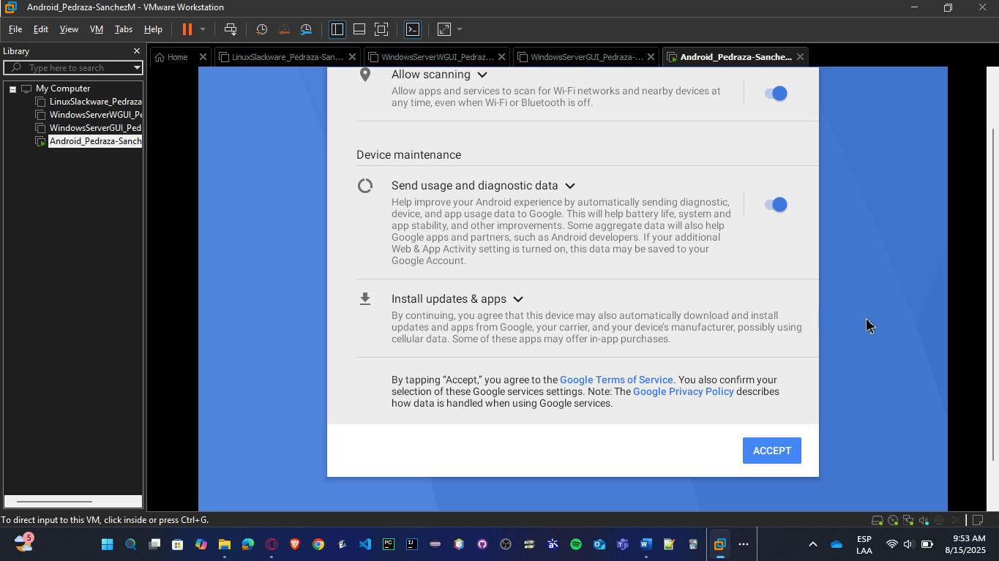 Android_Pedraza-SanchezM - VMware Workstation
File Edit View VM Tabs Help
Library
Type here to search
My Computer
LinuxSlackware_Pedraza
WindowsServerWGUI_Pe
WindowsServerGUI_Ped
Android_Pedraza-Sanch
Home
LinuxSlackware_Pedraza-San...
WindowsServerWGUI_Pedraz...
WindowsServerGUI_Pedraza-...
Android_Pedraza-Sanche...
Allow scanning
Allow apps and services to scan for Wi-Fi networks and nearby devices at
any time, even when Wi-Fi or Bluetooth is off.
Device maintenance
Send usage and diagnostic data
Help improve your Android experience by automatically sending diagnostic,
device, and app usage data to Google. This will help battery life, system and
app stability, and other improvements. Some aggregate data will also help
Google apps and partners, such as Android developers. If your additional
Web & App Activity setting is turned on, this data may be saved to your
Google Account.
Install updates & apps
By continuing, you agree that this device may also automatically download and install
updates and apps from Google, your carrier, and your device’s manufacturer, possibly using
cellular data. Some of these apps may offer in-app purchases.
By tapping “Accept,” you agree to the Google Terms of Service. You also confirm your
selection of these Google services settings. Note: The Google Privacy Policy describes
how data is handled when using Google services.
ACCEPT
To direct input to this VM, click inside or press Ctrl+G.
5
ESP
LAA
9:53 AM
8/15/2025